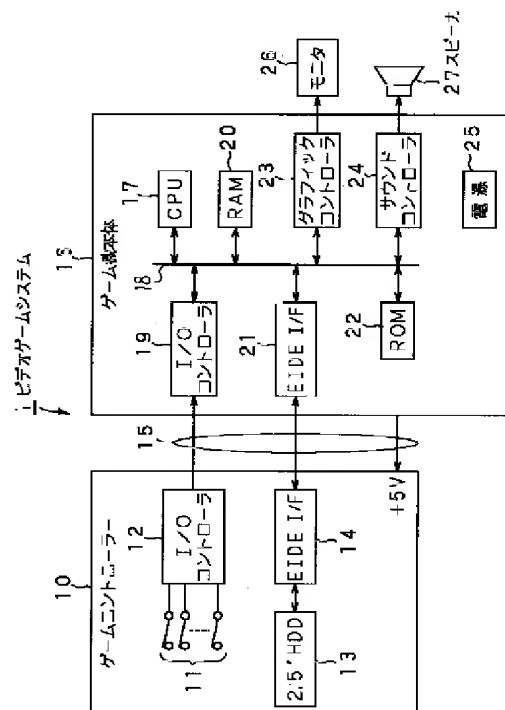 1 ビデオゲームシステム
10
ゲームコントローラー
11
12
I/O
コントローラ
2.5"HDD
13
EIDE I/F
14
+5V
15
16
ゲーム機本体
19
I/O
コントローラ
21
EIDE I/F
22
ROM
18
17
CPU
20
RAM
23
グラフィック
コントローラ
24
サウンド
コントローラ
25
電源
26
モニタ
27 スピーカ